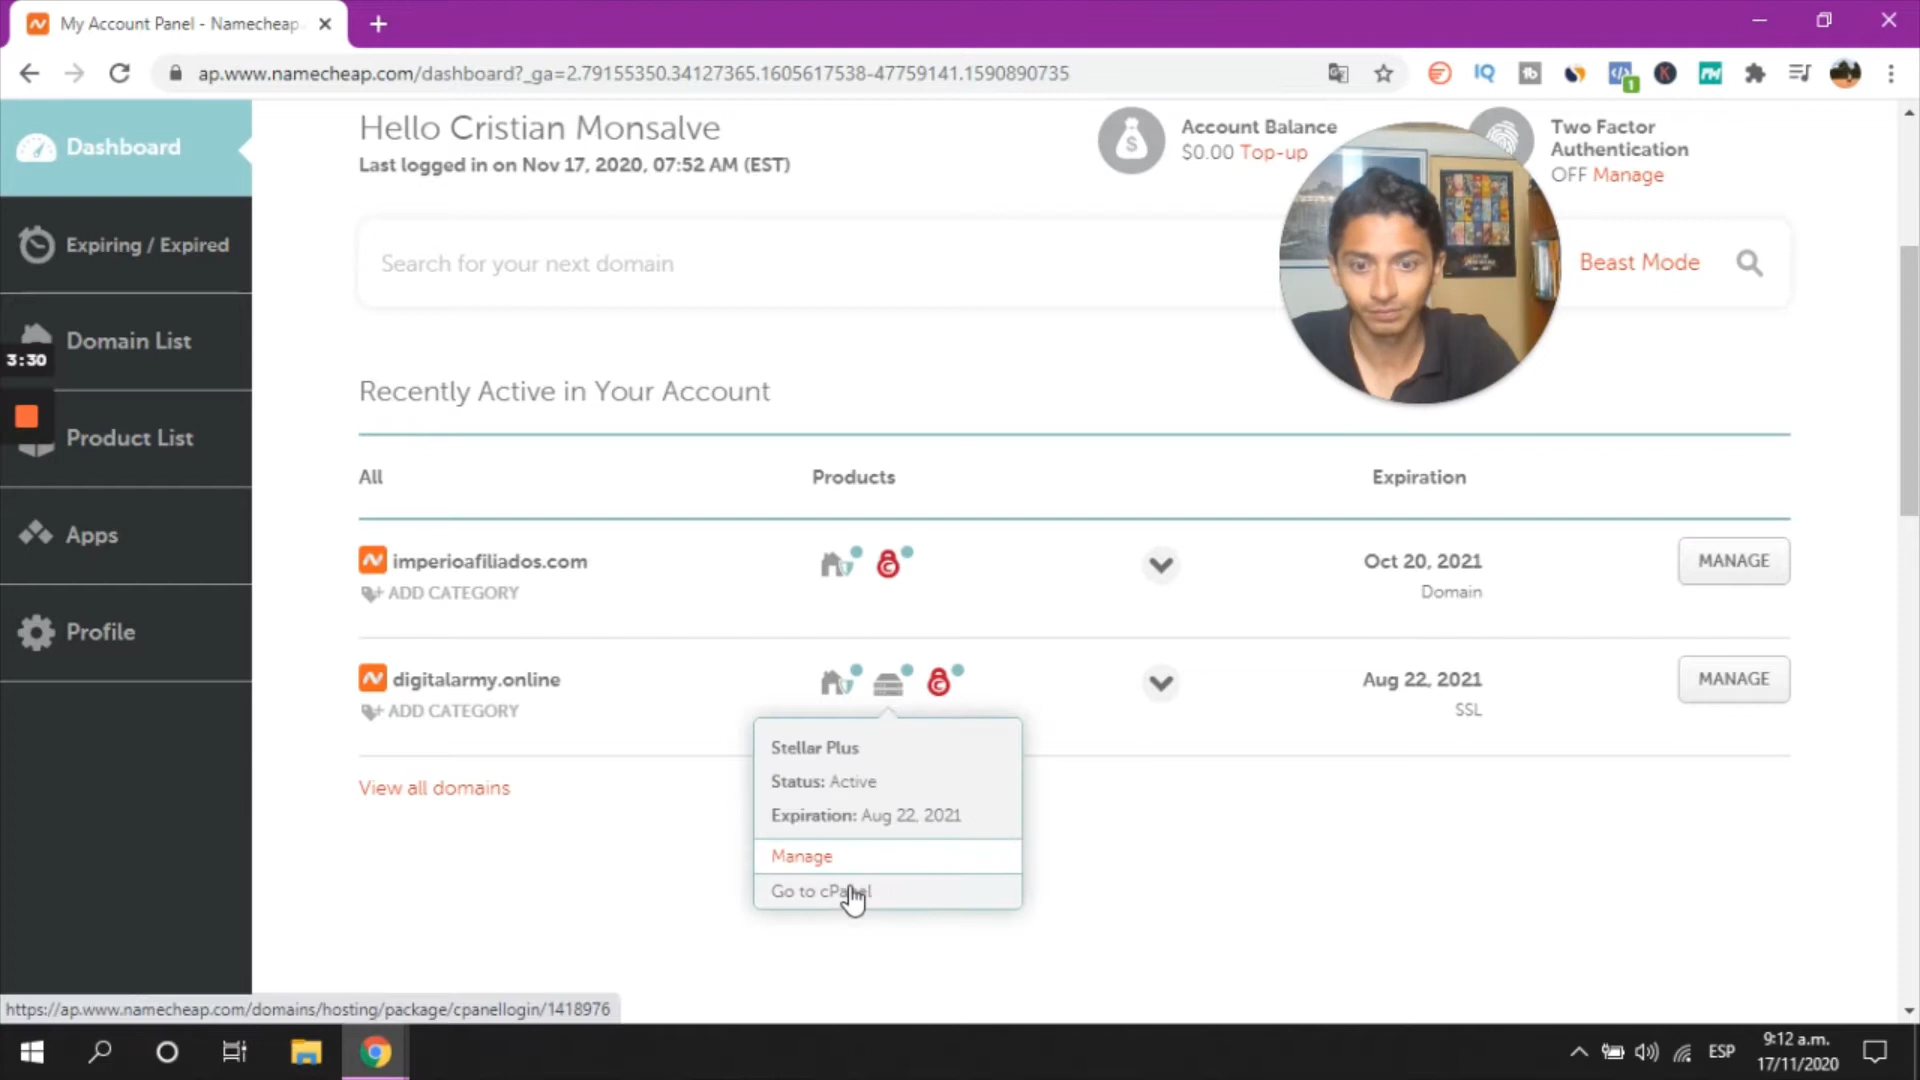 My Account Panel - Namecheap
ap.www.namecheap.com/dashboard?_ga=2.79155350.34127365.1605617538-47759141.1590890735
1
Dashboard
Hello Cristian Monsalve
Last logged in on Nov 17, 2020, 07:52 AM (EST)
Account Balance
$0.00 Top-up
Two Factor
Authentication
OFF Manage
Expiring / Expired
Search for your next domain
Beast Mode
Domain List
3:30
Recently Active in Your Account
Product List
All Products Expiration
Apps
imperioafiliados.com Oct 20, 2021 MANAGE
ADD CATEGORY Domain
Profile
digitalarmy.online Aug 22, 2021 MANAGE
ADD CATEGORY SSL
Stellar Plus
Status: Active
Expiration: Aug 22, 2021
Manage
Go to cPanel
View all domains
https://ap.www.namecheap.com/domains/hosting/package/cpanellogin/1418976
ESP
9:12 a.m.
17/11/2020